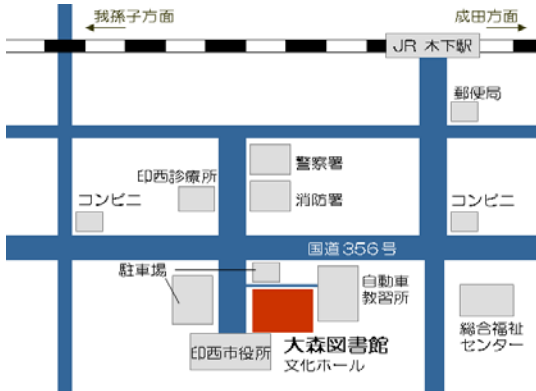 我孫子方面
成田方面
JR 木下駅
郵便局
警察署
印西診療所
消防署
コンビニ
コンビニ
国道356号
駐車場
自動車
教習所
総合福祉
センター
大森図書館
文化ホール
印西市役所